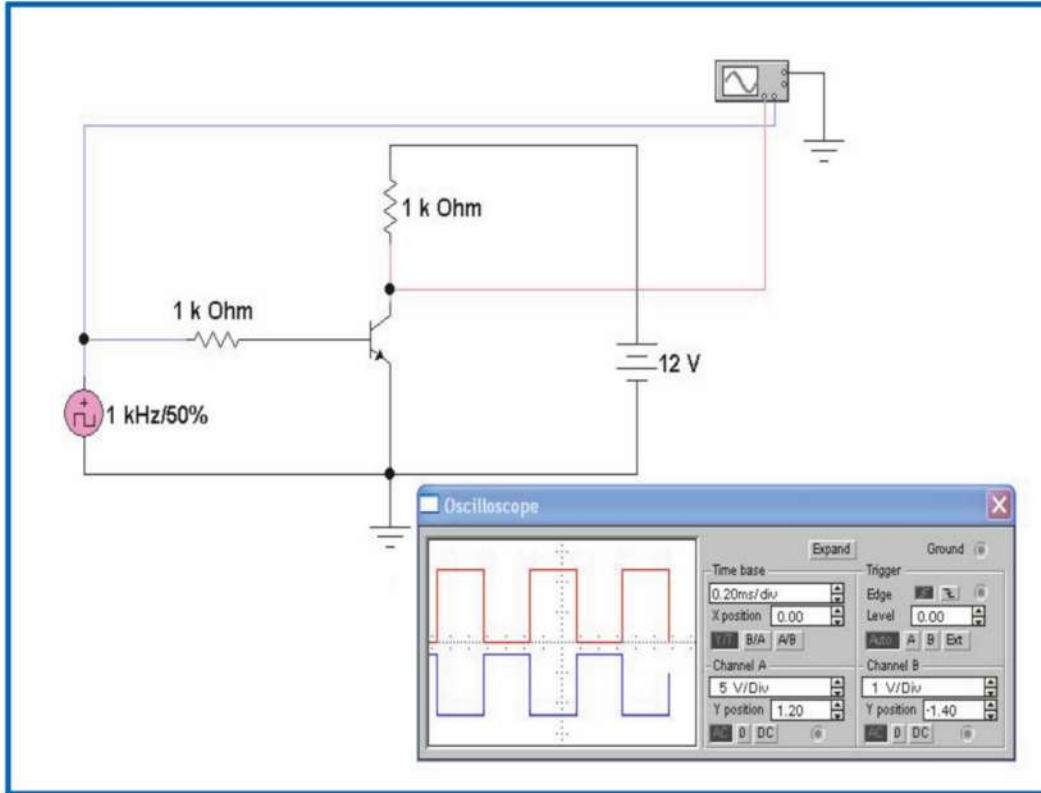 1 k Ohm
1 k Ohm
12 V
1 kHz/50%
Oscilloscope
Expand Ground
Time base Trigger
0.20ms/div Edge
X position 0.00 Level 0.00
Y/T B/A A/B Auto A B Ext
Channel A Channel B
5 V/Div 1 V/Div
Y position 1.20 Y position -1.40
AC 0 DC AC 0 DC